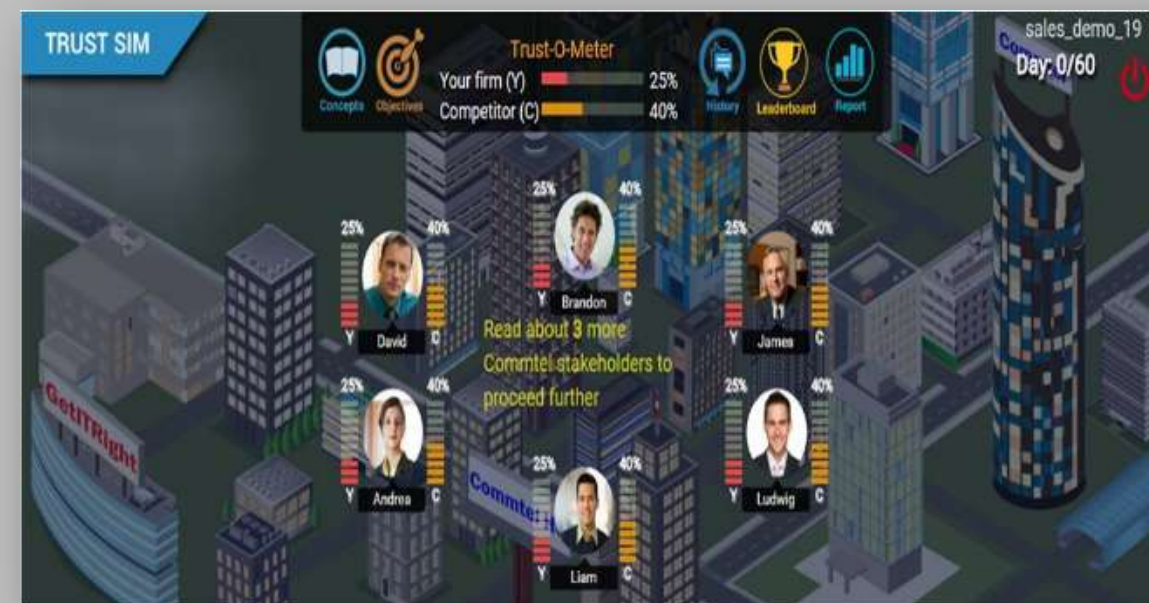 TRUST SIM
Concepts
Objectives
Trust-O-Meter
Your firm (Y) 25%
Competitor (C) 40%
History
Leaderboard
Report
sales_demo_19
Day: 0/60
25% 40%
Y Brandon C
25% 40%
Y David C
25% 40%
Y James C
Read about 3 more
Commtel stakeholders to
proceed further
25% 40%
Y Andrea C
25% 40%
Y Ludwig C
25% 40%
Y Liam C
GetITRight